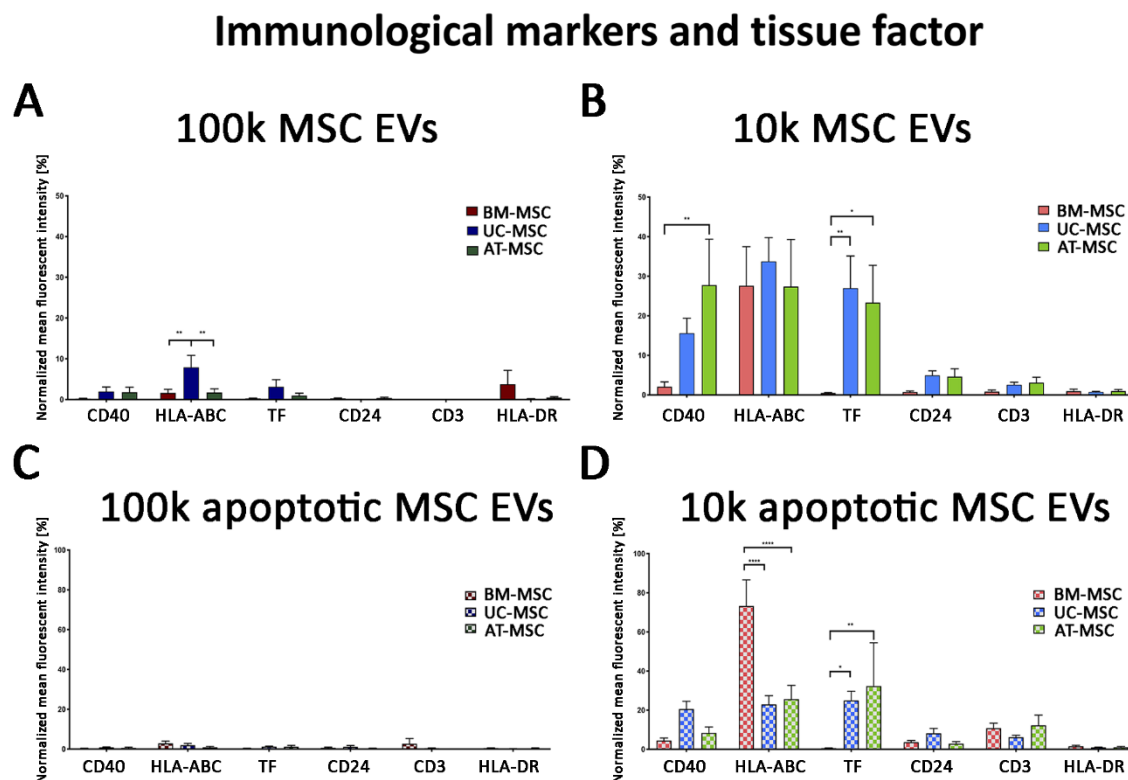 Immunological markers and tissue factor
A
100k MSC EVs
Normalized mean fluorescent intensity [%]
50
40
30
20
10
0
BM-MSC
UC-MSC
AT-MSC
** **
CD40 HLA-ABC TF CD24 CD3 HLA-DR
B
10k MSC EVs
Normalized mean fluorescent intensity [%]
50
40
30
20
10
0
BM-MSC
UC-MSC
AT-MSC
**
*
**
CD40 HLA-ABC TF CD24 CD3 HLA-DR
C
100k apoptotic MSC EVs
Normalized mean fluorescent intensity [%]
100
80
60
40
20
0
BM-MSC
UC-MSC
AT-MSC
CD40 HLA-ABC TF CD24 CD3 HLA-DR
D
10k apoptotic MSC EVs
Normalized mean fluorescent intensity [%]
100
80
60
40
20
0
BM-MSC
UC-MSC
AT-MSC
****
****
**
*
CD40 HLA-ABC TF CD24 CD3 HLA-DR